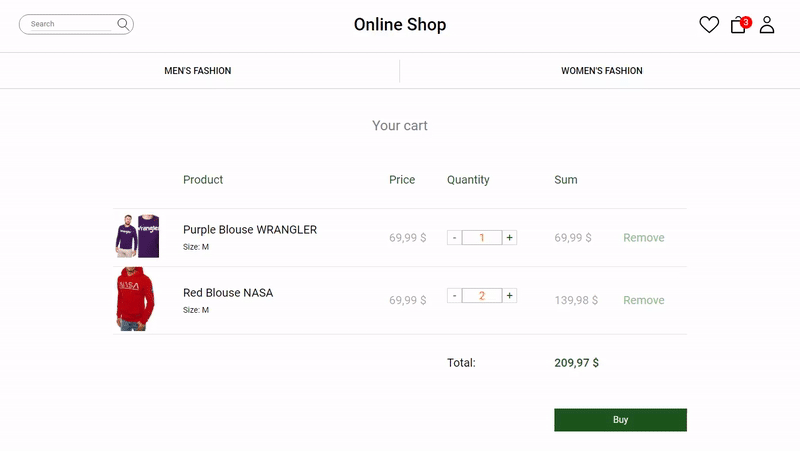 Search
Online Shop
3
MEN'S FASHION
WOMEN'S FASHION
Your cart
Product Price Quantity Sum
Wrangler
Purple Blouse WRANGLER
Size: M
69,99 $ - 1 + 69,99 $ Remove
NASA
Red Blouse NASA
Size: M
69,99 $ - 2 + 139,98 $ Remove
Total: 209,97 $
Buy